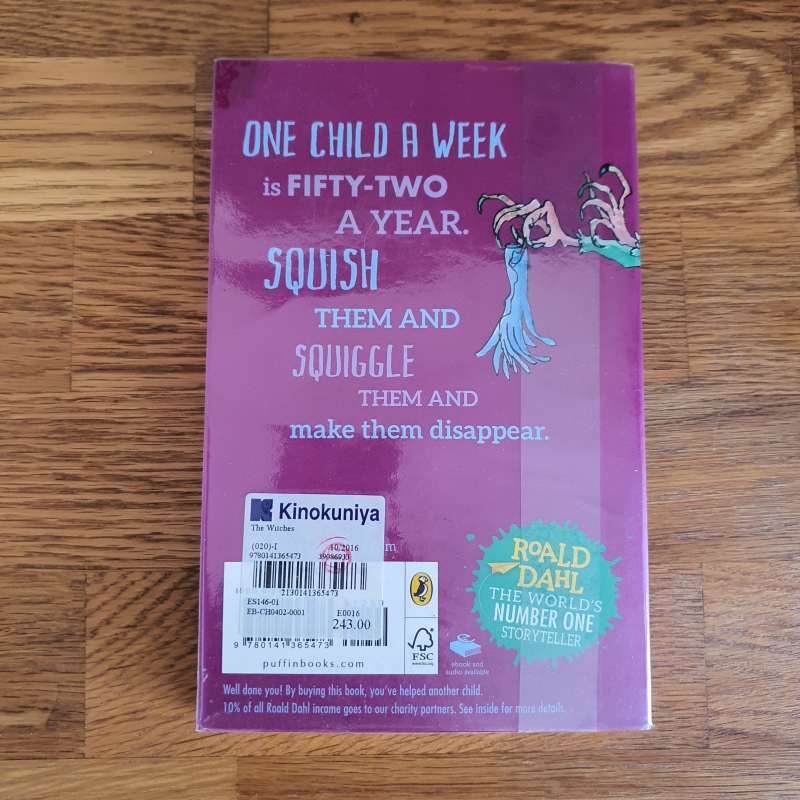 ONE CHILD A WEEK
is FIFTY-TWO
A YEAR.
SQUISH
THEM AND
SQUIGGLE
THEM AND
make them disappear.
Kinokuniya
The Witches
(020)-I 10/2016
9780141365473 39086933
2130141365473
ES146-01
EB-CH0402-0001 E0016
243.00
9 780141 365473
puffinbooks.com
FSC
www.fsc.org
ebook and
audio available
ROALD
DAHL
THE WORLD'S
NUMBER ONE
STORYTELLER
Well done you! By buying this book, you've helped another child.
10% of all Roald Dahl income goes to our charity partners. See inside for more details.